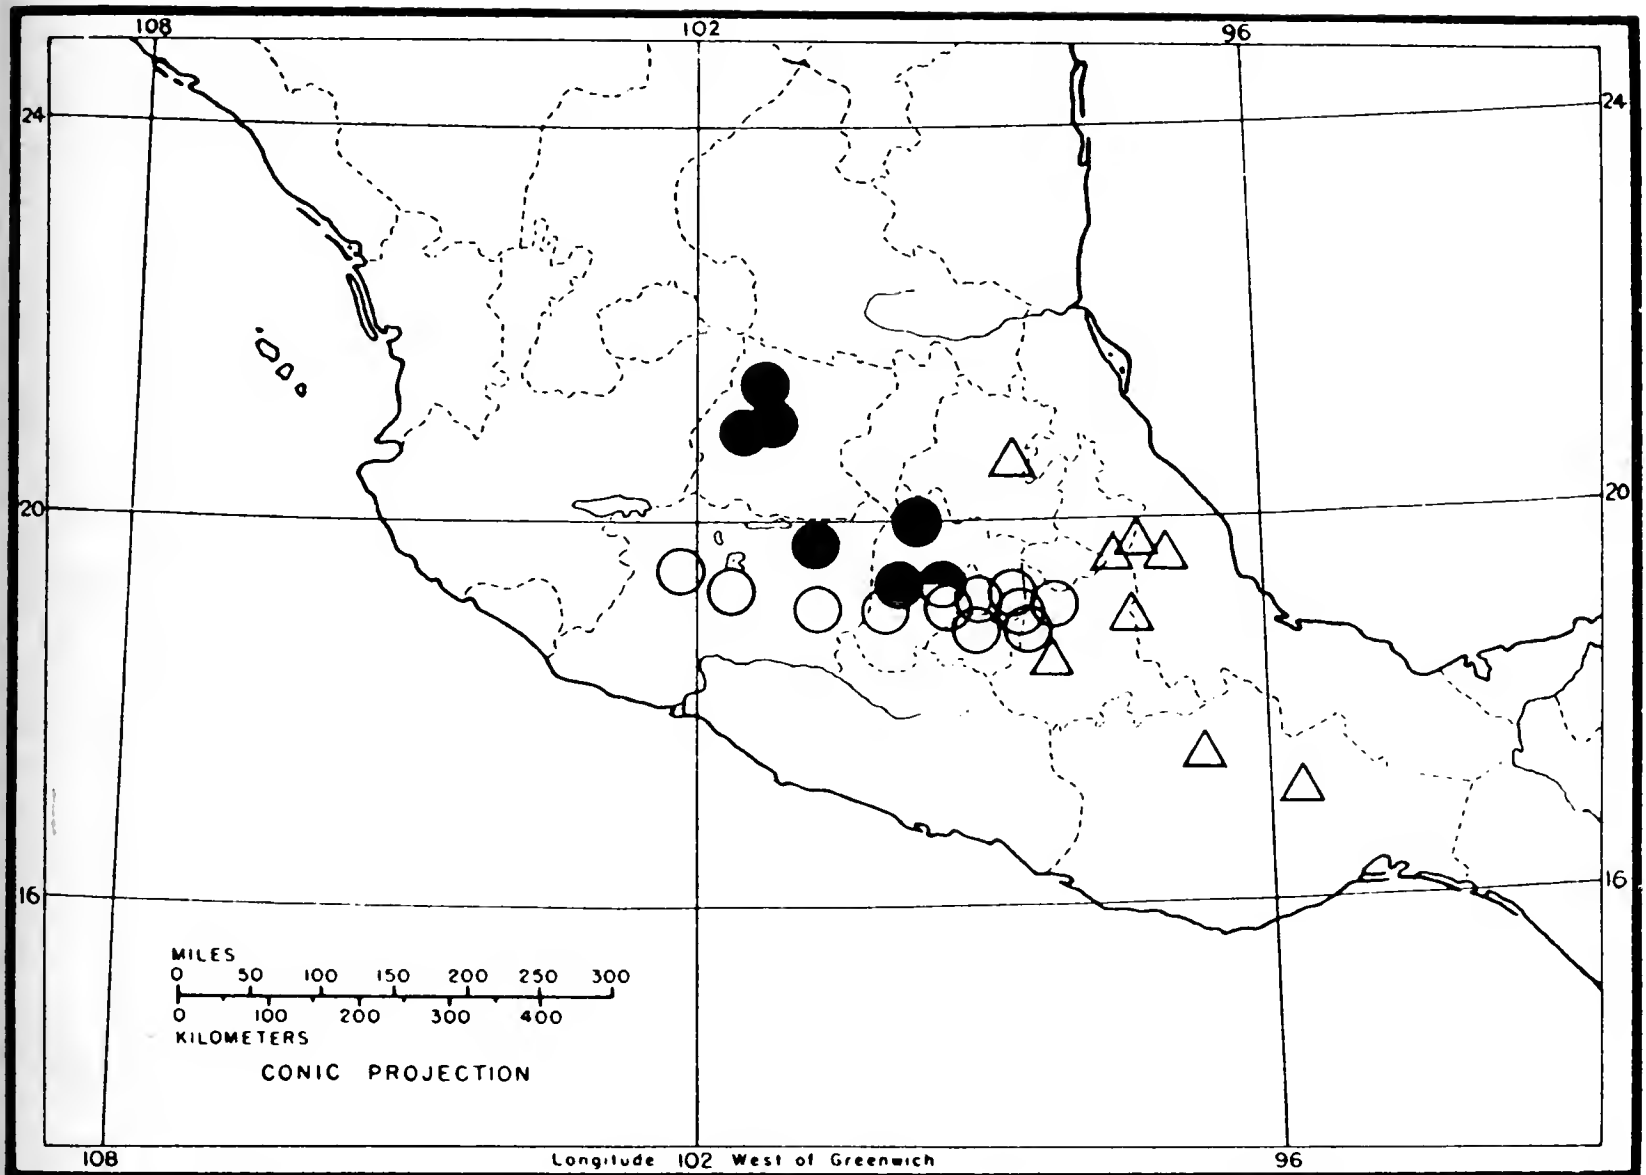 108 102 96
24 24
20 20
16 16
MILES
0 50 100 150 200 250 300
0 100 200 300 400
KILOMETERS
CONIC PROJECTION
108 Longitude 102 West of Greenwich 96